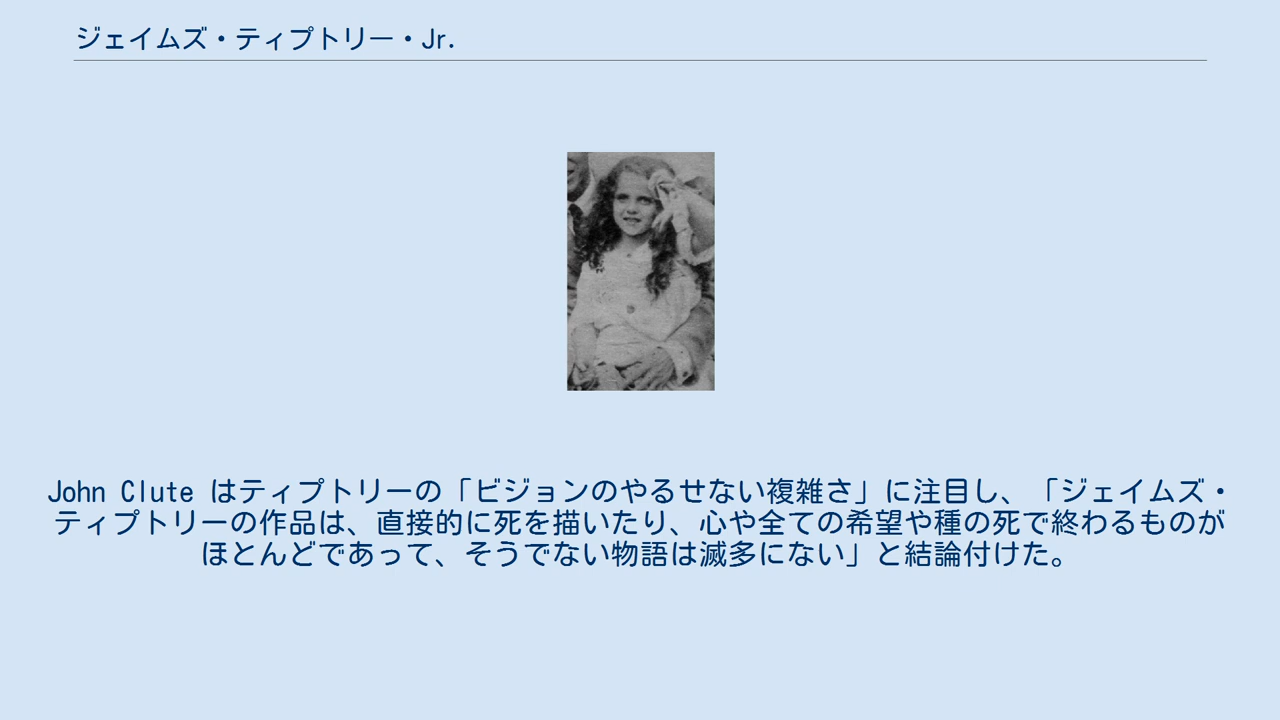 ジェイムズ・ティプトリー・Jr.
John Clute はティプトリーの「ビジョンのやるせない複雑さ」に注目し、「ジェイムズ・
ティプトリーの作品は、直接的に死を描いたり、心や全ての希望や種の死で終わるものが
ほとんどであって、そうでない物語は滅多にない」と結論付けた。